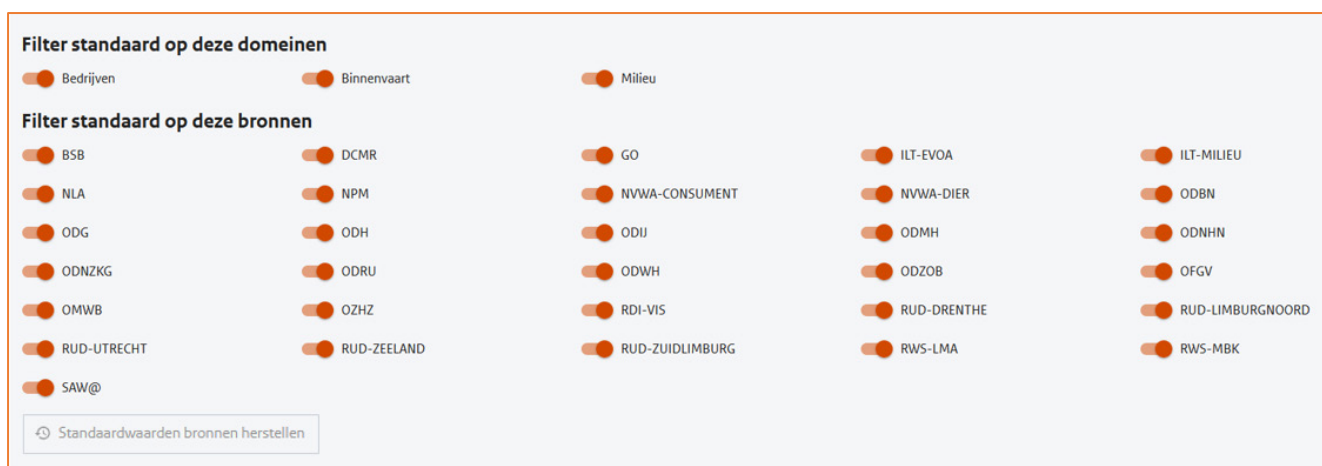 Filter standaard op deze domeinen
Bedrijven Binnenvaart Milieu
Filter standaard op deze bronnen
BSB DCMR GO ILT-EVOA ILT-MILIEU
NLA NPM NVWA-CONSUMENT NVWA-DIER ODBN
ODG ODH ODIJ ODMH ODNHN
ODNZKG ODRU ODWH ODZOB OFGV
OMWB OZHZ RDI-VIS RUD-DRENTHE RUD-LIMBURGNOORD
RUD-UTRECHT RUD-ZEELAND RUD-ZUIDLIMBURG RWS-LMA RWS-MBK
SAW@
Standaardwaarden bronnen herstellen